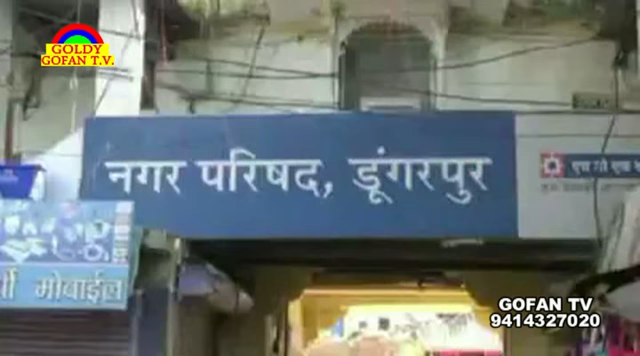 GOLDY
GOFAN T.V.
नगर परिषद, डूंगरपुर
मोबाईल
GOFAN TV
9414327020